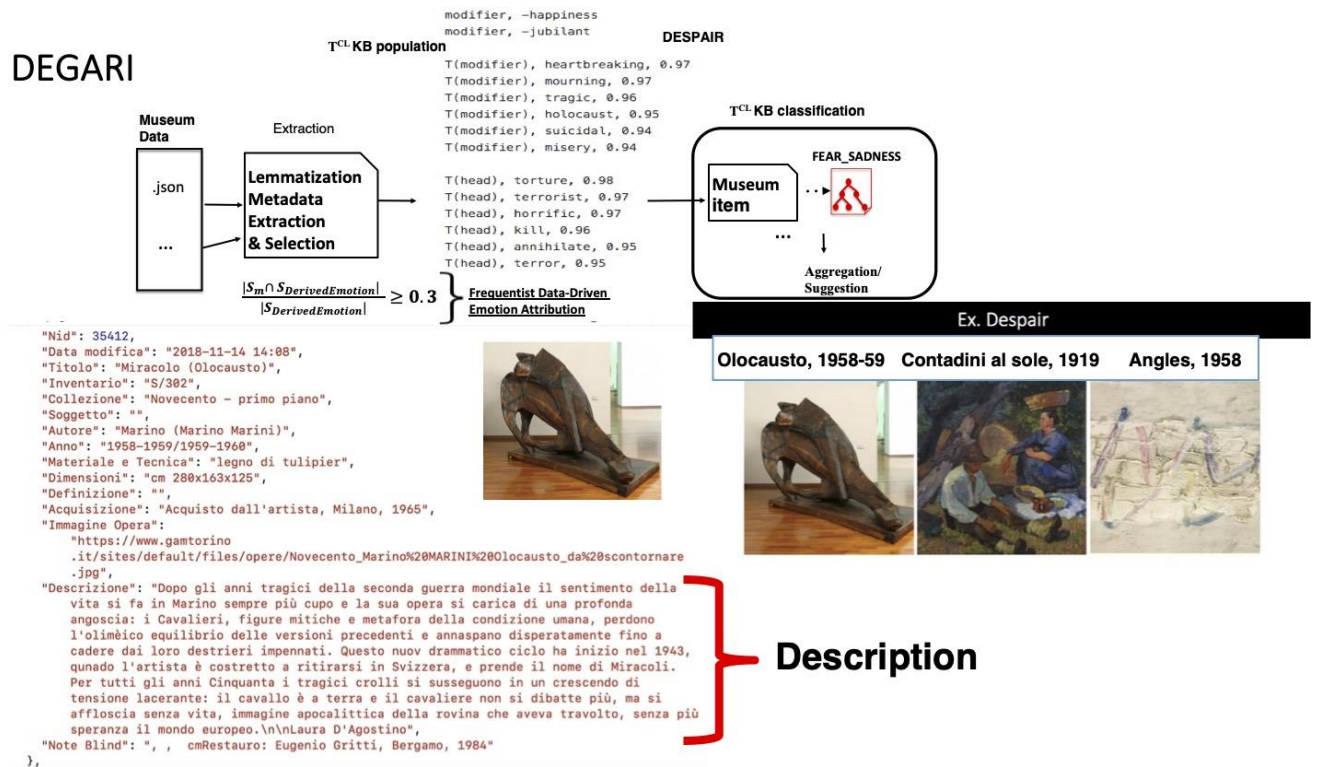 DEGARI
T^CL KB population
modifier, -happiness
modifier, -jubilant
DESPAIR
T(modifier), heartbreaking, 0.97
T(modifier), mourning, 0.97
T(modifier), tragic, 0.96
T(modifier), holocaust, 0.95
T(modifier), suicidal, 0.94
T(modifier), misery, 0.94
T(head), torture, 0.98
T(head), terrorist, 0.97
T(head), horrific, 0.97
T(head), kill, 0.96
T(head), annihilate, 0.95
T(head), terror, 0.95
Museum
Data
.json
...
Extraction
Lemmatization
Metadata
Extraction
& Selection
T^CL KB classification
Museum
item
...
FEAR_SADNESS
Aggregation/
Suggestion
|S_m ∩ S_DerivedEmotion|
|S_DerivedEmotion|
≥ 0.3
Frequentist Data-Driven
Emotion Attribution
Ex. Despair
Olocausto, 1958-59 Contadini al sole, 1919 Angles, 1958
"Nid": 35412,
"Data modifica": "2018-11-14 14:08",
"Titolo": "Miracolo (Olocausto)",
"Inventario": "S/302",
"Collezione": "Novecento - primo piano",
"Soggetto": "",
"Autore": "Marino (Marino Marini)",
"Anno": "1958-1959/1959-1960",
"Materiale e Tecnica": "legno di tulipier",
"Dimensioni": "cm 280x163x125",
"Definizione": "",
"Acquisizione": "Acquisto dall'artista, Milano, 1965",
"Immagine Opera":
"https://www.gamtorino
.it/sites/default/files/opere/Novecento_Marino%20MARINI%20Olocausto_da%20scontornare
.jpg",
"Descrizione": "Dopo gli anni tragici della seconda guerra mondiale il sentimento della
vita si fa in Marino sempre più cupo e la sua opera si carica di una profonda
angoscia: i Cavalieri, figure mitiche e metafora della condizione umana, perdono
l'olimèico equilibrio delle versioni precedenti e annaspano disperatamente fino a
cadere dai loro destrieri impennati. Questo nuov drammatico ciclo ha inizio nel 1943,
qunado l'artista è costretto a ritirarsi in Svizzera, e prende il nome di Miracoli.
Per tutti gli anni Cinquanta i tragici crolli si susseguono in un crescendo di
tensione lacerante: il cavallo è a terra e il cavaliere non si dibatte più, ma si
affloscia senza vita, immagine apocalittica della rovina che aveva travolto, senza più
speranza il mondo europeo.\n\nLaura D'Agostino",
"Note Blind": ", , cmRestauro: Eugenio Gritti, Bergamo, 1984"
},
Description